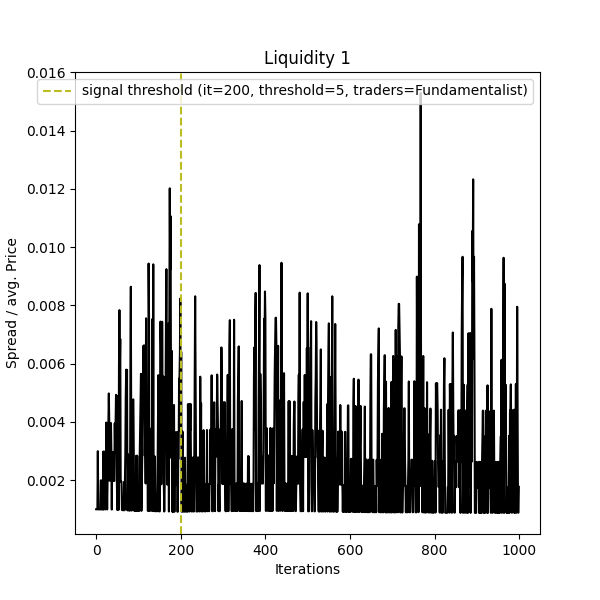 Liquidity 1
signal threshold (it=200, threshold=5, traders=Fundamentalist)
0.016
0.014
0.012
0.010
0.008
0.006
0.004
0.002
Spread / avg. Price
0 200 400 600 800 1000
Iterations